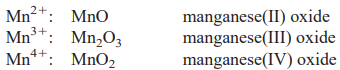 Mn²⁺: MnO manganese(II) oxide
Mn³⁺: Mn₂O₃ manganese(III) oxide
Mn⁴⁺: MnO₂ manganese(IV) oxide